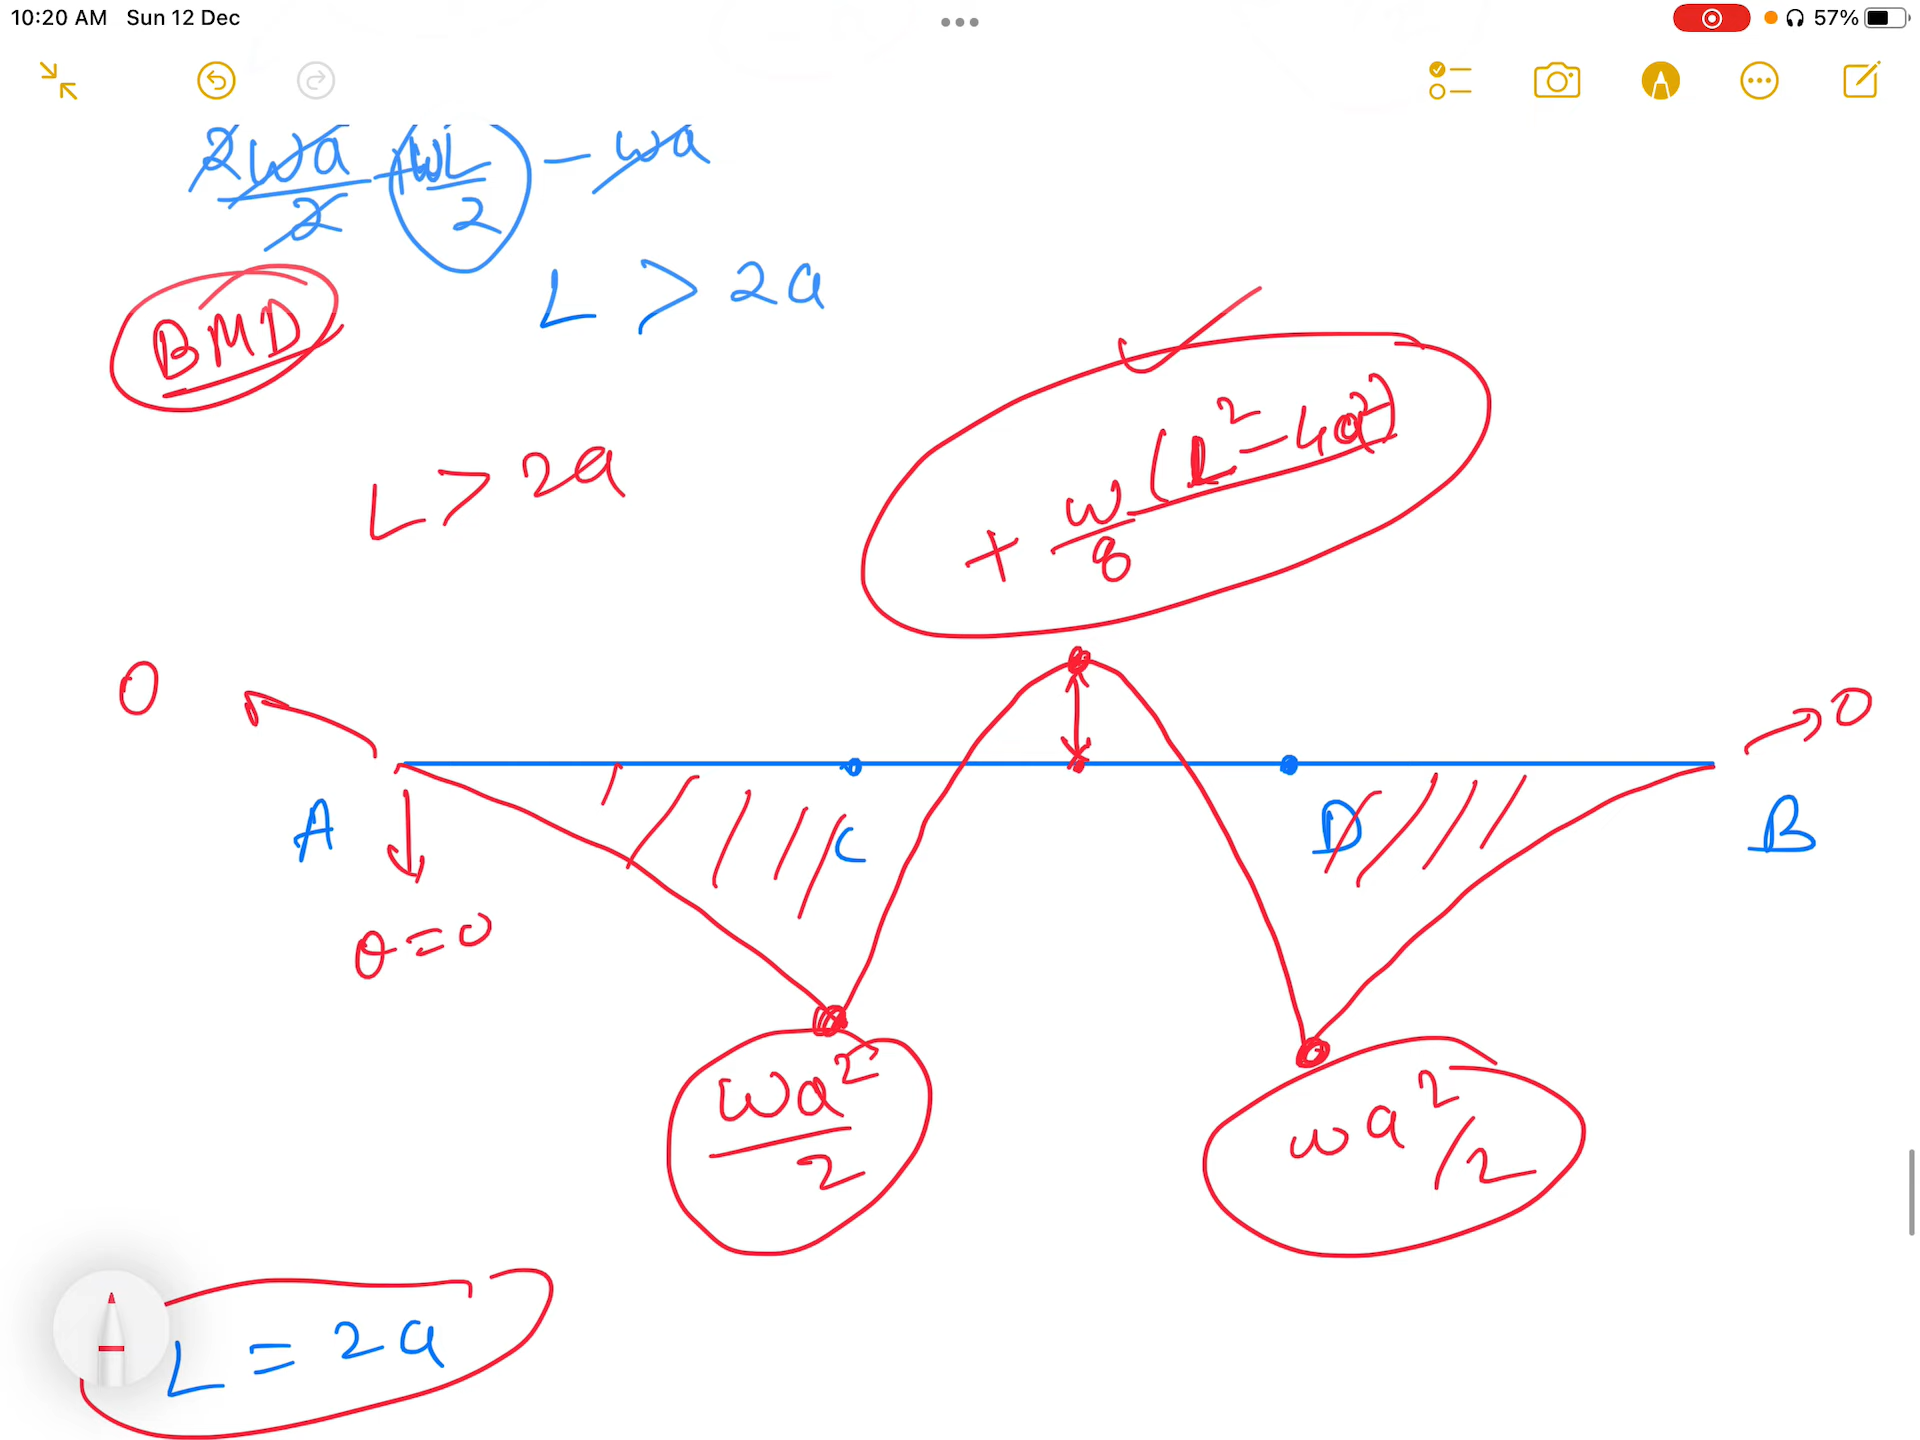 10:20 AM Sun 12 Dec
57%
2wa/2 + wL/2 - wa
L > 2a
BMD
L > 2a
+ w/8 (L² - 4a²)
0
0
A
C
D
B
θ = 0
wa²/2
wa²/2
L = 2a